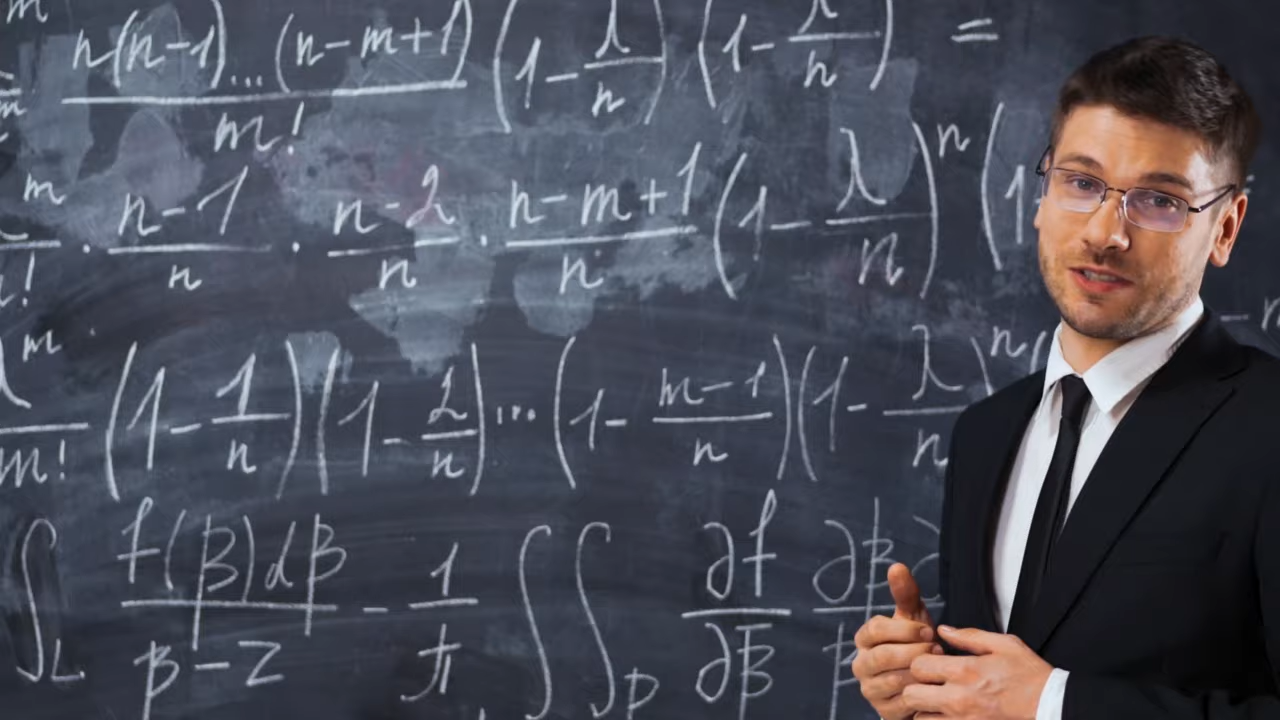 m n(n-1)...(n-m+1) / m! (1- λ/n) (1- λ/n) =
m/n! · n-1/n · n-2/n · n-m+1/n (1- λ/n)^n (1
λ^m/m! (1- 1/n)(1- 2/n)...(1- m-1/n)(1- λ/n)^n (
∫_L f(β)dβ / β-z - 1/π ∫∫_D ∂f/∂β̄ ∂β